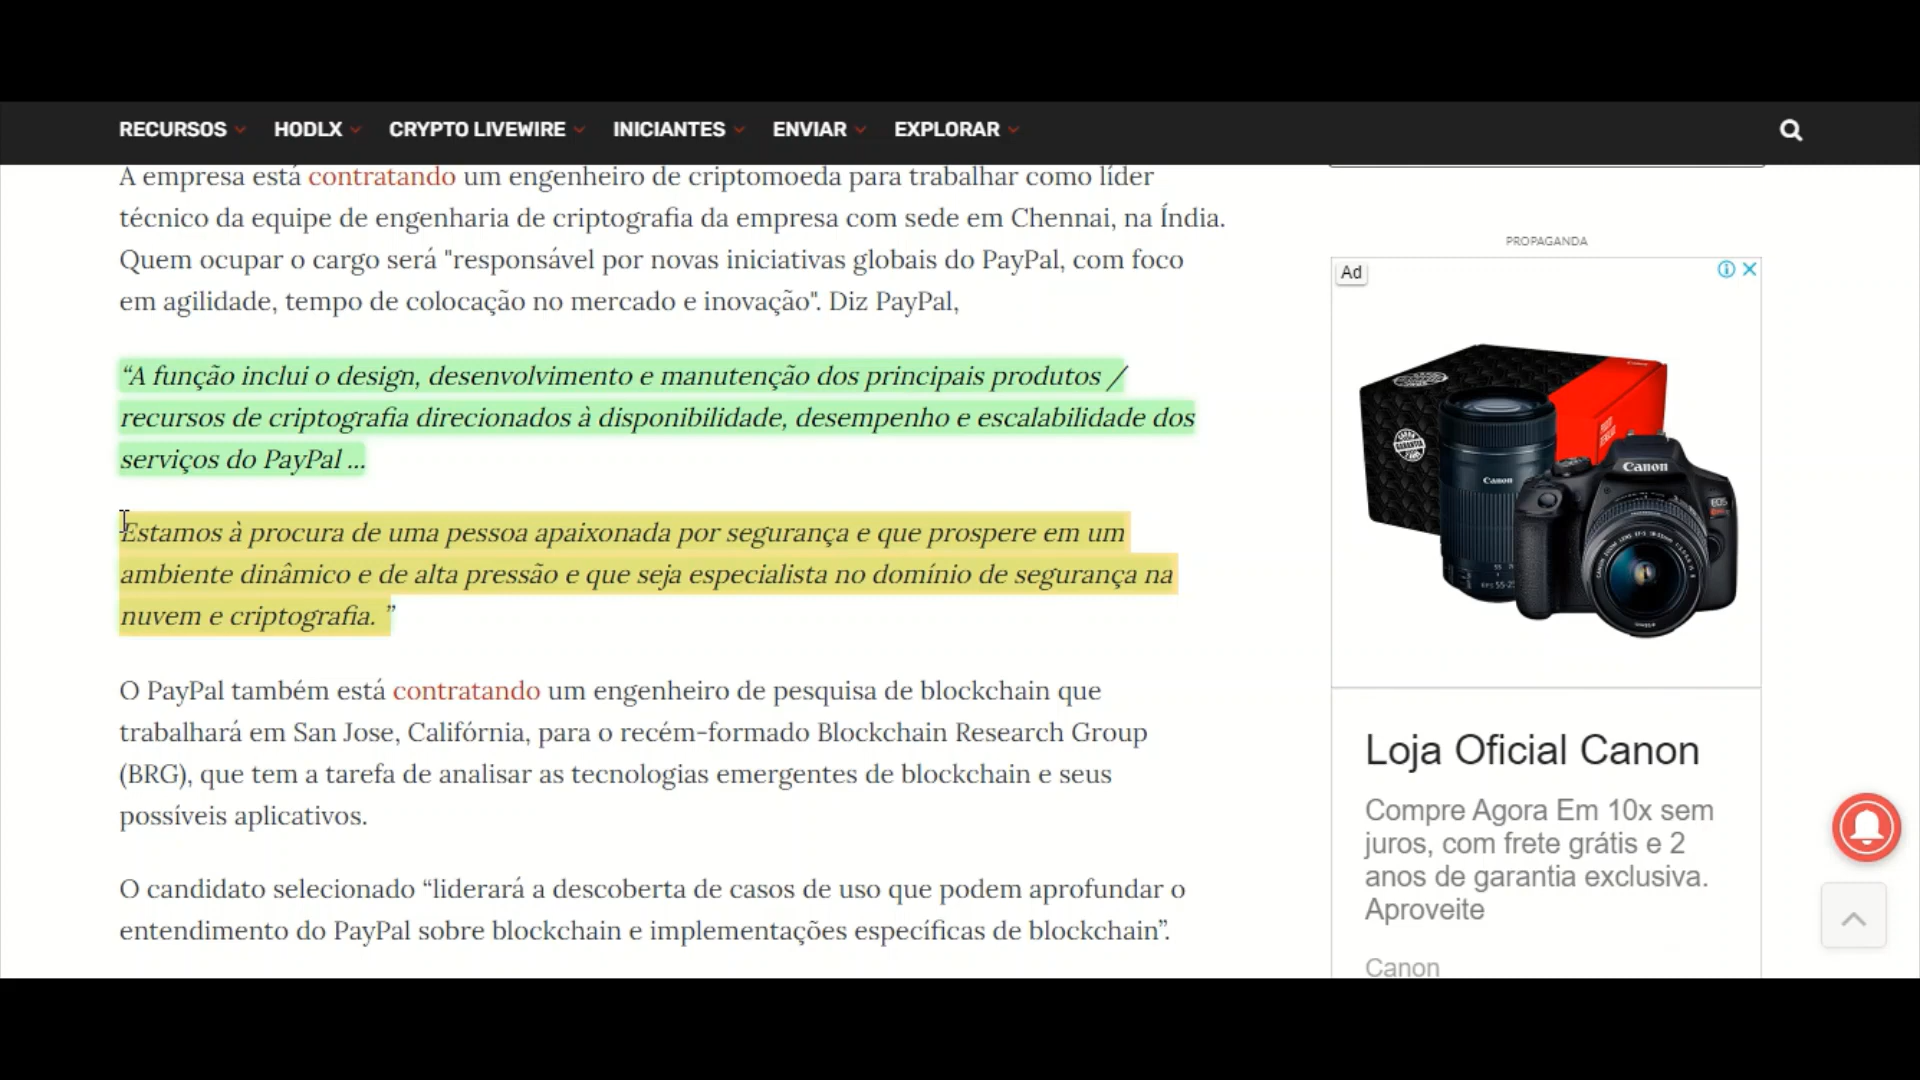 RECURSOS HODLX CRYPTO LIVEWIRE INICIANTES ENVIAR EXPLORAR
A empresa está contratando um engenheiro de criptomoeda para trabalhar como líder
técnico da equipe de engenharia de criptografia da empresa com sede em Chennai, na Índia.
Quem ocupar o cargo será "responsável por novas iniciativas globais do PayPal, com foco
em agilidade, tempo de colocação no mercado e inovação". Diz PayPal,
“A função inclui o design, desenvolvimento e manutenção dos principais produtos /
recursos de criptografia direcionados à disponibilidade, desempenho e escalabilidade dos
serviços do PayPal ...
Estamos à procura de uma pessoa apaixonada por segurança e que prospere em um
ambiente dinâmico e de alta pressão e que seja especialista no domínio de segurança na
nuvem e criptografia. ”
O PayPal também está contratando um engenheiro de pesquisa de blockchain que
trabalhará em San Jose, Califórnia, para o recém-formado Blockchain Research Group
(BRG), que tem a tarefa de analisar as tecnologias emergentes de blockchain e seus
possíveis aplicativos.
O candidato selecionado “liderará a descoberta de casos de uso que podem aprofundar o
entendimento do PayPal sobre blockchain e implementações específicas de blockchain”.
PROPAGANDA
Ad
Canon
Canon
EOS
Loja Oficial Canon
Compre Agora Em 10x sem
juros, com frete grátis e 2
anos de garantia exclusiva.
Aproveite
Canon